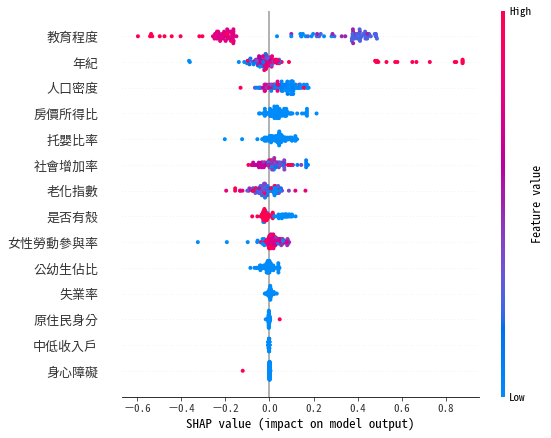 High
教育程度
年紀
人口密度
房價所得比
托嬰比率
社會增加率
老化指數
是否有殼
女性勞動參與率
公幼生佔比
失業率
原住民身分
中低收入戶
身心障礙
Feature value
Low
−0.6 −0.4 −0.2 0.0 0.2 0.4 0.6 0.8
SHAP value (impact on model output)